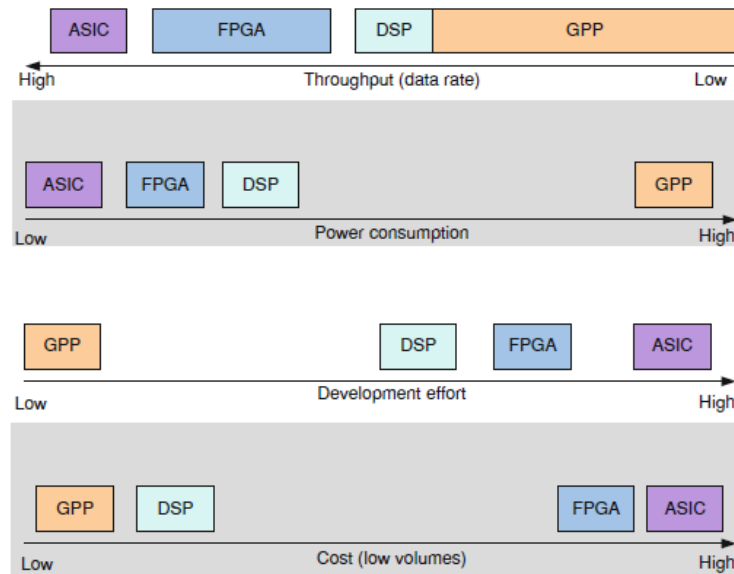 ASIC FPGA DSP GPP
High Throughput (data rate) Low
ASIC FPGA DSP GPP
Low Power consumption High
GPP DSP FPGA ASIC
Low Development effort High
GPP DSP FPGA ASIC
Low Cost (low volumes) High